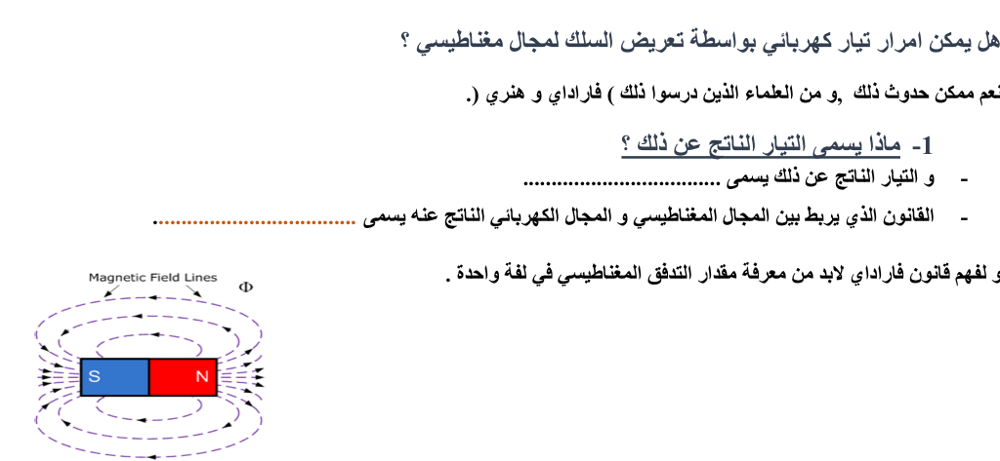 هل يمكن امرار تيار كهربائي بواسطة تعريض السلك لمجال مغناطيسي ؟
نعم ممكن حدوث ذلك ,و من العلماء الذين درسوا ذلك ( فاراداي و هنري (.
1- ماذا يسمى التيار الناتج عن ذلك ؟
- و التيار الناتج عن ذلك يسمى ...................................
- القانون الذي يربط بين المجال المغناطيسي و المجال الكهربائي الناتج عنه يسمى ...................................
و لفهم قانون فاراداي لابد من معرفة مقدار التدفق المغناطيسي في لفة واحدة .
Magnetic Field Lines
Φ
S N